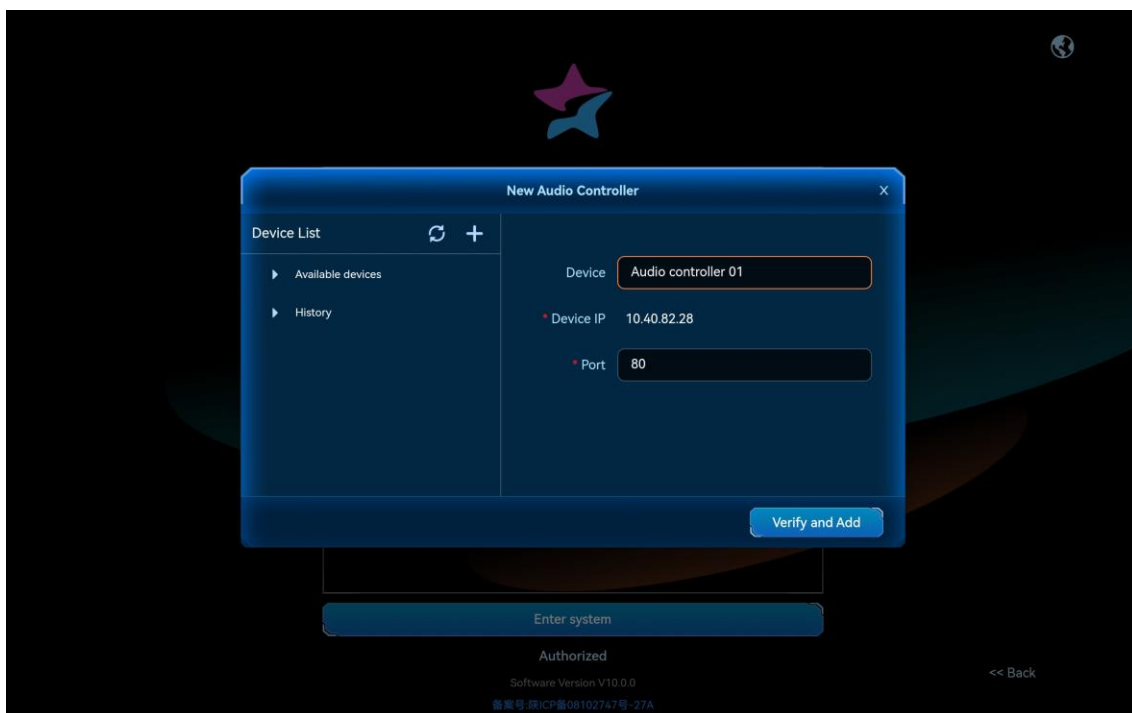 New Audio Controller
X
Device List
Available devices
History
Device Audio controller 01
* Device IP 10.40.82.28
* Port 80
Verify and Add
Enter system
Authorized
Software Version V10.0.0
备案号:陕ICP备08102747号-27A
<< Back